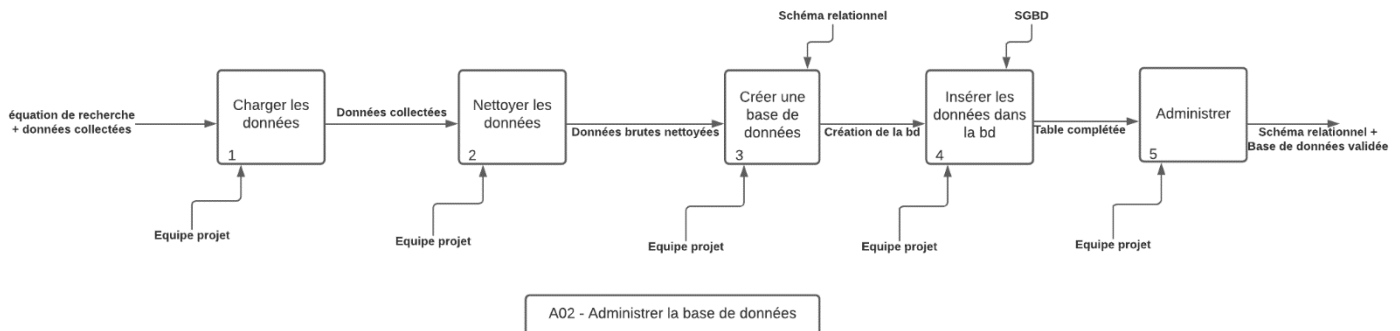 Schéma relationnel
SGBD
équation de recherche
+ données collectées
Charger les
données
1
Données collectées
Nettoyer les
données
2
Données brutes nettoyées
Créer une
base de
données
3
Création de la bd
Insérer les
données dans
la bd
4
Table complétée
Administrer
5
Schéma relationnel +
Base de données validée
Equipe projet
Equipe projet
Equipe projet
Equipe projet
Equipe projet
A02 - Administrer la base de données